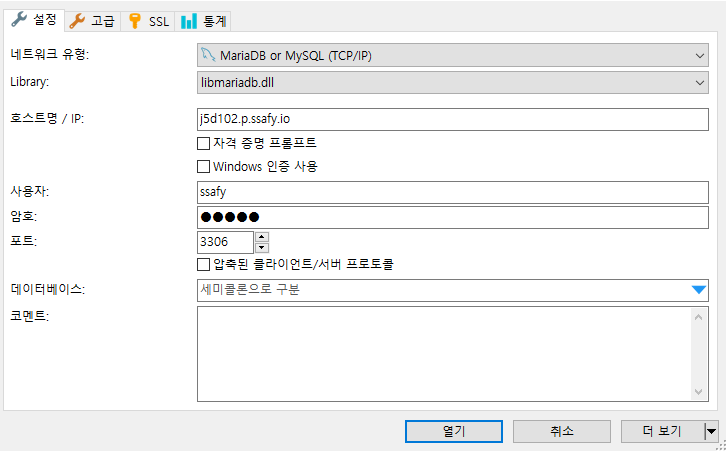 설정 고급 SSL 통계
네트워크 유형: MariaDB or MySQL (TCP/IP)
Library: libmariadb.dll
호스트명 / IP: j5d102.p.ssafy.io
자격 증명 프롬프트
Windows 인증 사용
사용자: ssafy
암호: ●●●●●
포트: 3306
압축된 클라이언트/서버 프로토콜
데이터베이스: 세미콜론으로 구분
코멘트:
열기 취소 더 보기